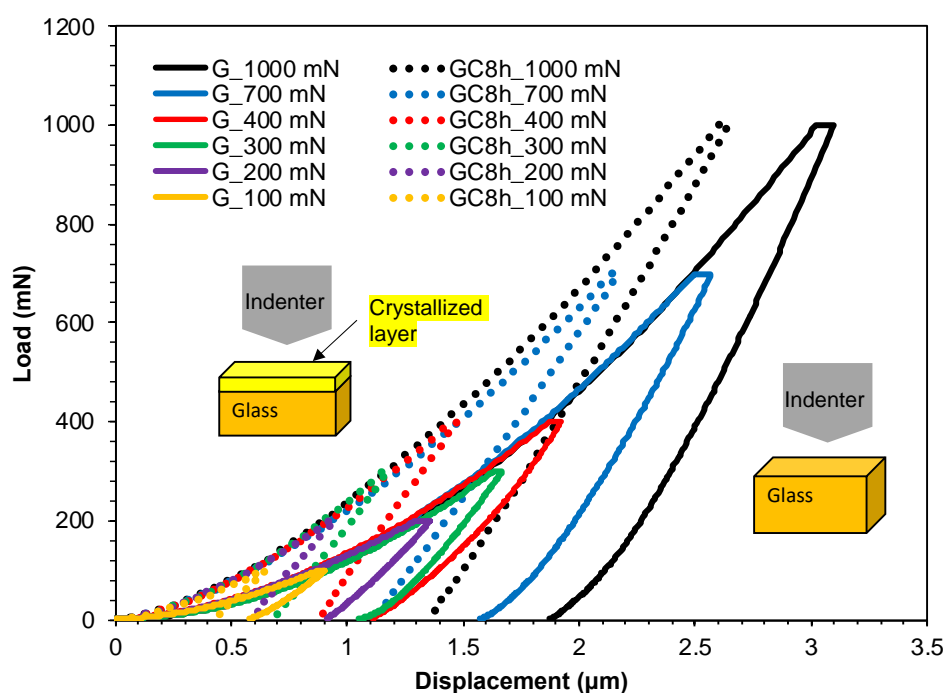 1200
1000
800
600
400
200
0
Load (mN)
G_1000 mN
G_700 mN
G_400 mN
G_300 mN
G_200 mN
G_100 mN
GC8h_1000 mN
GC8h_700 mN
GC8h_400 mN
GC8h_300 mN
GC8h_200 mN
GC8h_100 mN
Indenter
Crystallized
layer
Glass
Indenter
Glass
0 0.5 1 1.5 2 2.5 3 3.5
Displacement (µm)